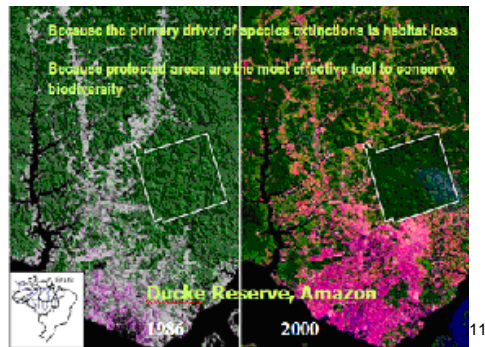 Because the primary driver of species extinctions is habitat loss
Because protected areas are the most effective tool to conserve
biodiversity
Ducke Reserve, Amazon
1986
2000
11